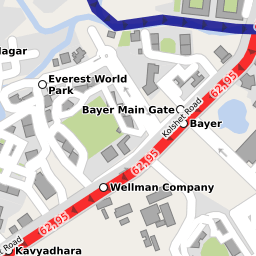 agar
Everest World
Park
Bayer Main Gate
Kolshet Road
Bayer
62,95
62,95
Wellman Company
62,95
Road
Kavyadhara